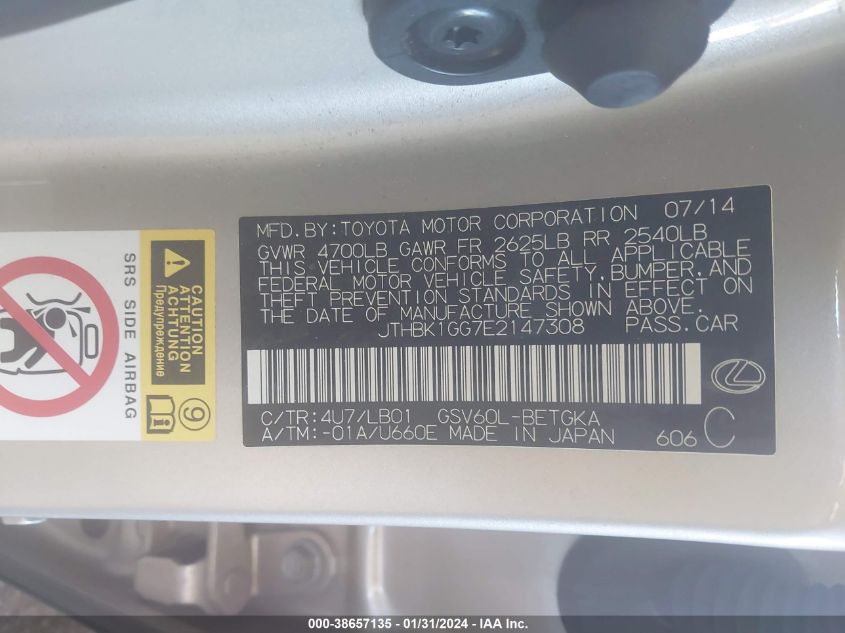 MFD.BY:TOYOTA MOTOR CORPORATION 07/14
GVWR 4700LB GAWR FR 2625LB RR 2540LB
THIS VEHICLE CONFORMS TO ALL APPLICABLE
FEDERAL MOTOR VEHICLE SAFETY,BUMPER,AND
THEFT PREVENTION STANDARDS IN EFFECT ON
THE DATE OF MANUFACTURE SHOWN ABOVE.
JTHBK1GG7E2147308 PASS.CAR
C/TR:4U7/LB01 GSV60L-BETGKA
A/TM:-01A/U660E MADE IN JAPAN 606 C
CAUTION
ATTENTION
ACHTUNG
Предупреждение
SRS SIDE AIRBAG
9
000-38657135 - 01/31/2024 - IAA Inc.